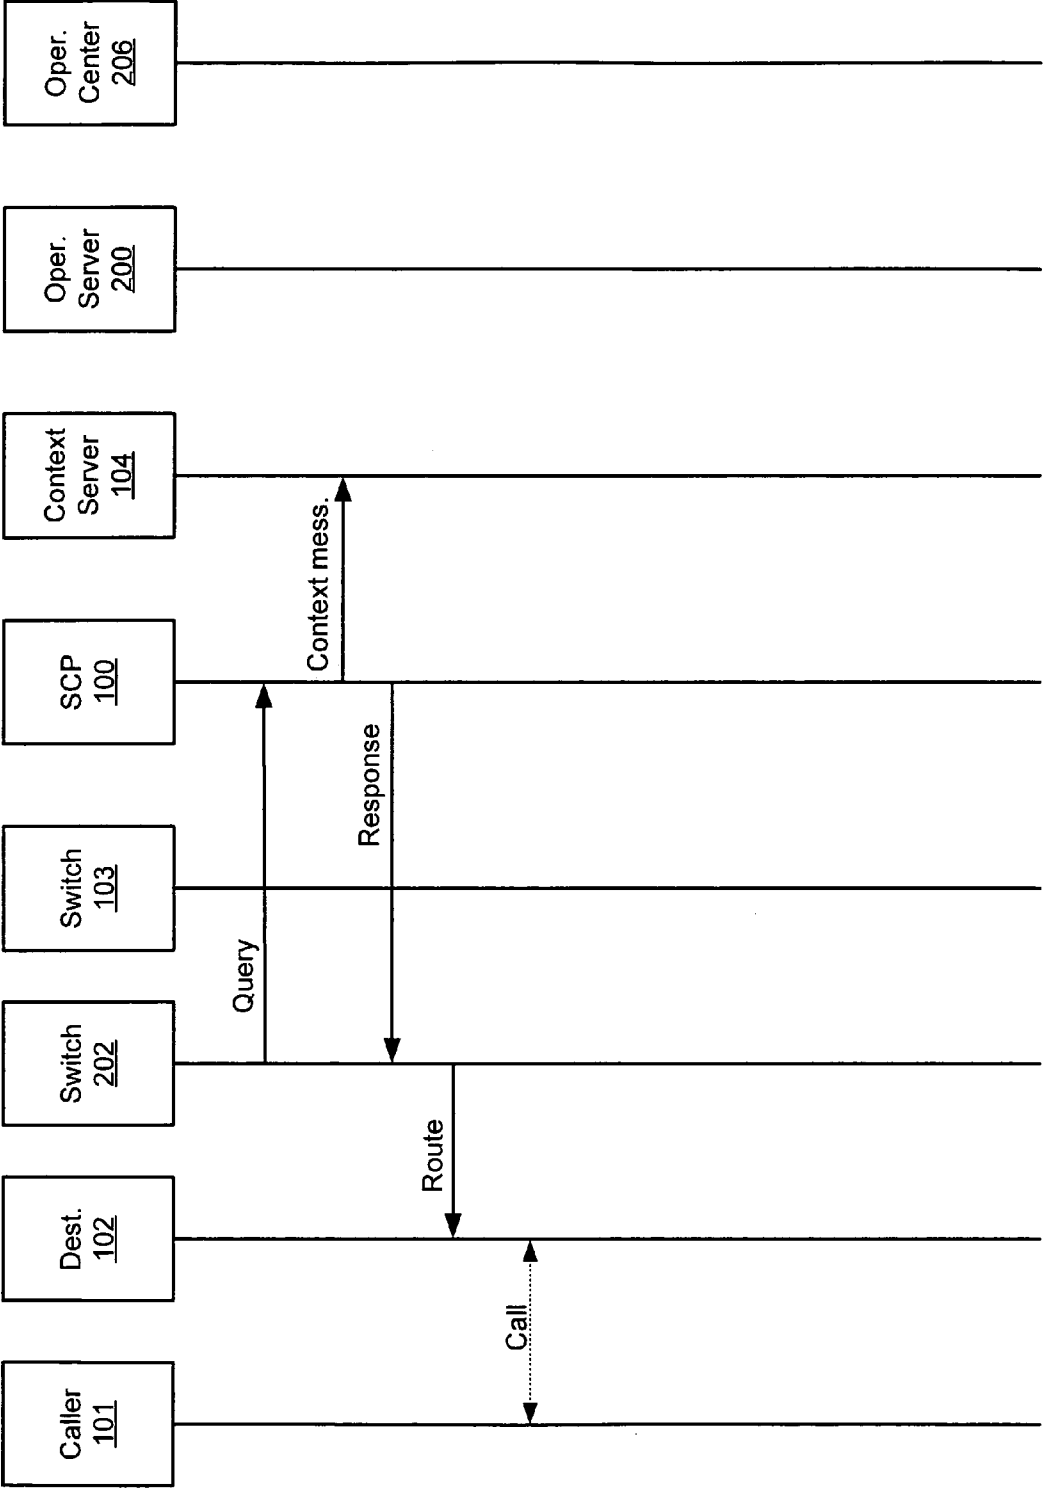 Caller
101
Dest.
102
Switch
202
Switch
103
SCP
100
Context
Server
104
Oper.
Server
200
Oper.
Center
206
Query
Context mess.
Response
Route
Call